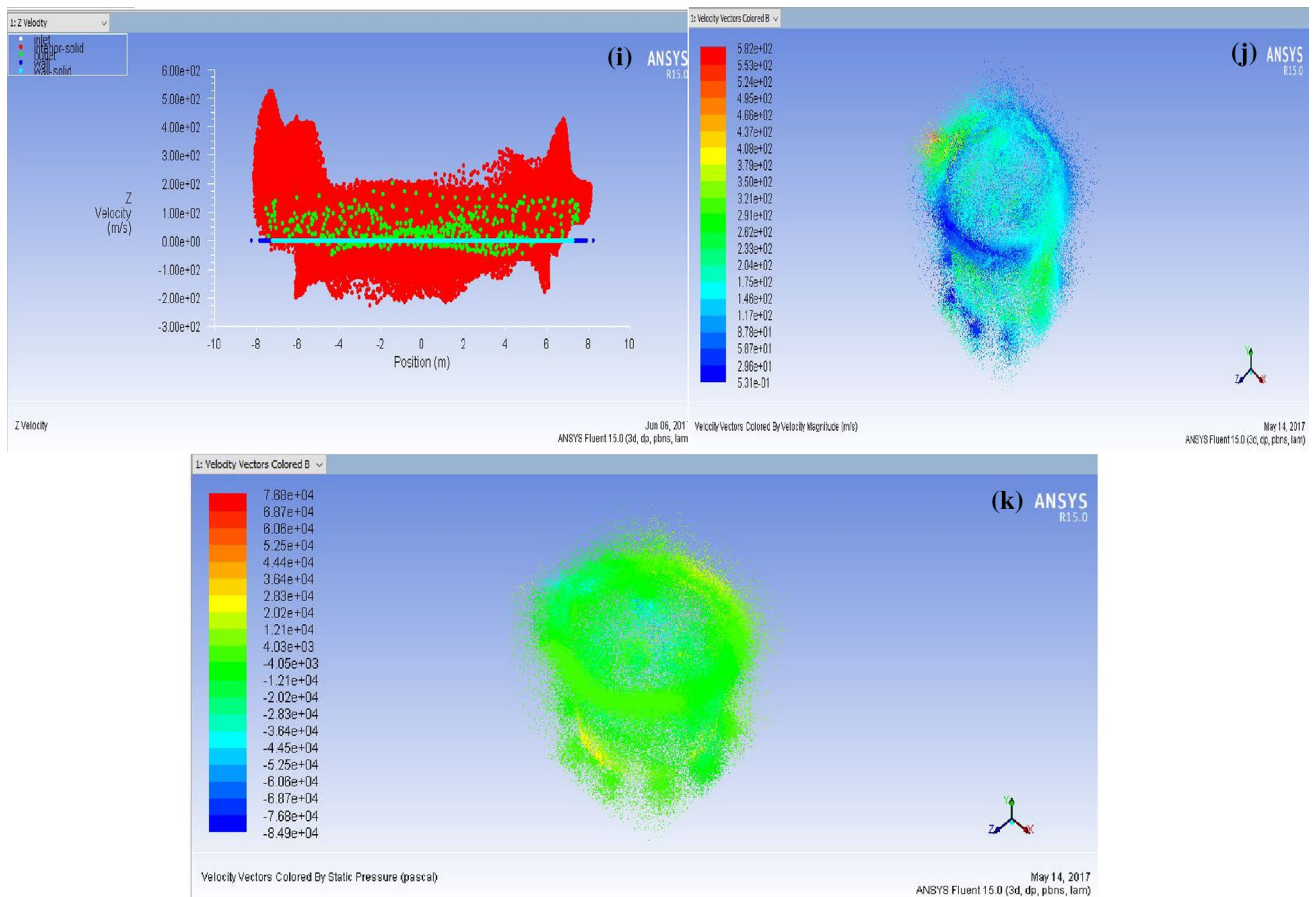 1: Z Velocity
inlet
interior-solid
outlet
wall
wall-solid
(i)
ANSYS
R15.0
6.00e+02
5.00e+02
4.00e+02
3.00e+02
2.00e+02
1.00e+02
0.00e+00
-1.00e+02
-2.00e+02
-3.00e+02
Z
Velocity
(m/s)
-10 -8 -6 -4 -2 0 2 4 6 8 10
Position (m)
Z Velocity
Jun 06, 201
ANSYS Fluent 15.0 (3d, dp, pbns, lam
1: Velocity Vectors Colored B
(j)
ANSYS
R15.0
5.82e+02
5.53e+02
5.24e+02
4.95e+02
4.66e+02
4.37e+02
4.08e+02
3.79e+02
3.50e+02
3.21e+02
2.91e+02
2.62e+02
2.33e+02
2.04e+02
1.75e+02
1.46e+02
1.17e+02
8.78e+01
5.87e+01
2.96e+01
5.31e-01
Y
Z X
Velocity Vectors Colored By Velocity Magnitude (m/s)
May 14, 2017
ANSYS Fluent 15.0 (3d, dp, pbns, lam)
1: Velocity Vectors Colored B
(k)
ANSYS
R15.0
7.68e+04
6.87e+04
6.06e+04
5.25e+04
4.44e+04
3.64e+04
2.83e+04
2.02e+04
1.21e+04
4.03e+03
-4.05e+03
-1.21e+04
-2.02e+04
-2.83e+04
-3.64e+04
-4.45e+04
-5.25e+04
-6.06e+04
-6.87e+04
-7.68e+04
-8.49e+04
Y
Z X
Velocity Vectors Colored By Static Pressure (pascal)
May 14, 2017
ANSYS Fluent 15.0 (3d, dp, pbns, lam)